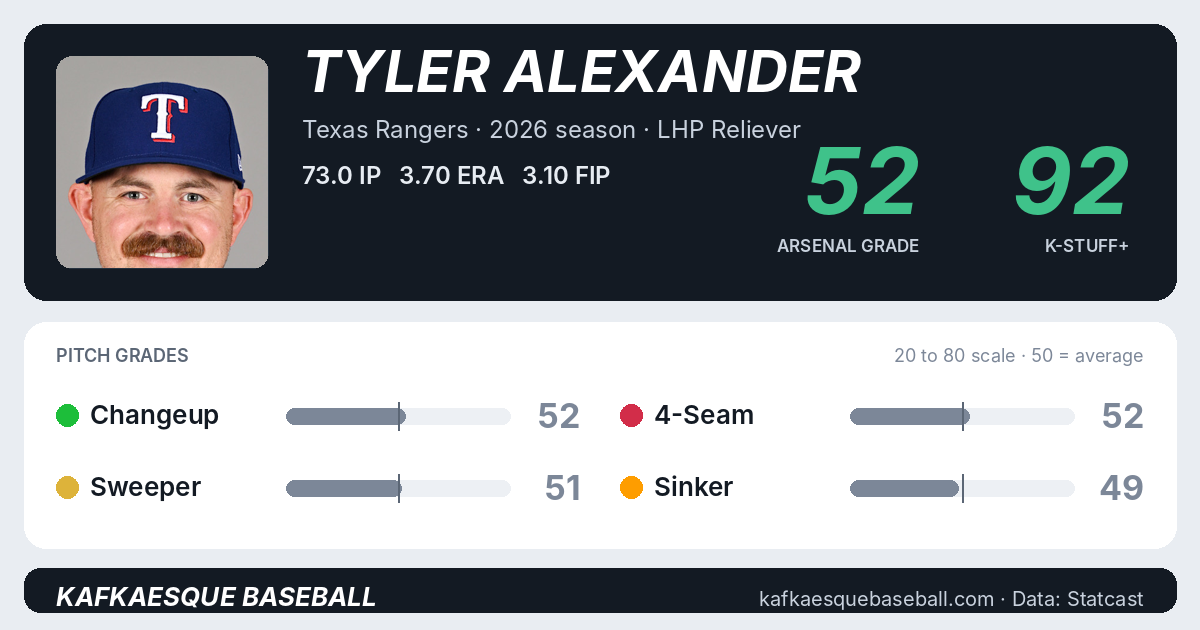 TYLER ALEXANDER
Texas Rangers · 2026 season · LHP Reliever
73.0 IP 3.70 ERA 3.10 FIP
52 92
ARSENAL GRADE K-STUFF+
T
PITCH GRADES 20 to 80 scale · 50 = average
Changeup 52 4-Seam 52
Sweeper 51 Sinker 49
KAFKAESQUE BASEBALL kafkaesquebaseball.com · Data: Statcast